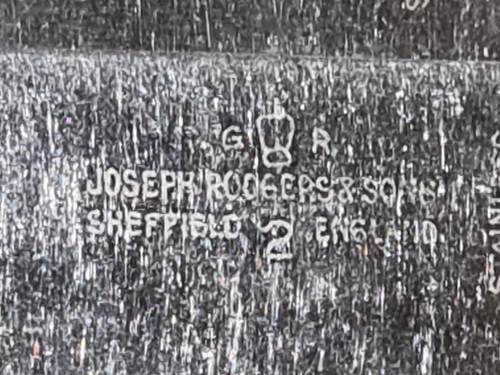 G R
JOSEPH RODGERS & SONS
SHEFFIELD 2 ENGLAND